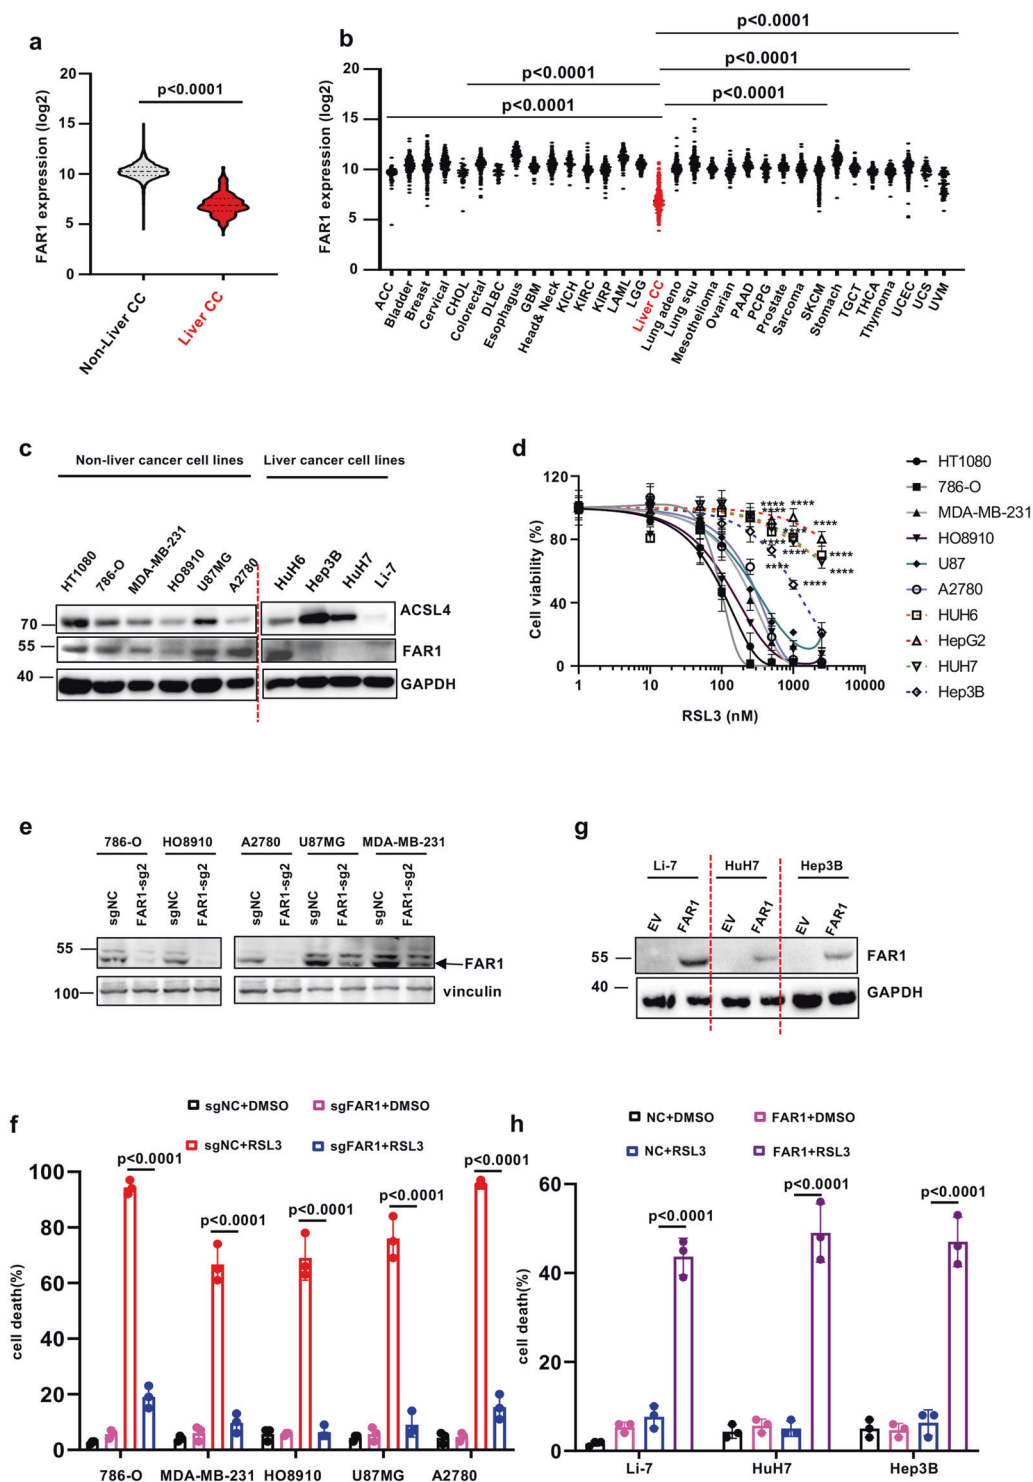 a
p<0.0001
FAR1 expression (log2)
20
15
10
5
0
Non-Liver CC
Liver CC
b
p<0.0001
p<0.0001
p<0.0001
p<0.0001
p<0.0001
FAR1 expression (log2)
20
15
10
5
0
ACC
Bladder
Breast
Cervical
CHOL
Colorectal
DLBC
Esophagus
GBM
Head& Neck
KICH
KIRC
KIRP
LAML
LGG
Liver CC
Lung adeno
Lung squ
Mesothelioma
Ovarian
PAAD
PCPG
Prostate
Sarcoma
SKCM
Stomach
TGCT
THCA
Thymoma
UCEC
UCS
UVM
c
Non-liver cancer cell lines
Liver cancer cell lines
HT1080
786-O
MDA-MB-231
HO8910
U87MG
A2780
HuH6
Hep3B
HuH7
Li-7
70
ACSL4
55
FAR1
40
GAPDH
d
Cell viability (%)
120
80
40
0
1
10
100
1000
10000
RSL3 (nM)
****
****
****
****
****
****
****
****
****
****
****
HT1080
786-O
MDA-MB-231
HO8910
U87
A2780
HUH6
HepG2
HUH7
Hep3B
e
786-O
HO8910
A2780
U87MG
MDA-MB-231
sgNC
FAR1-sg2
sgNC
FAR1-sg2
sgNC
FAR1-sg2
sgNC
FAR1-sg2
sgNC
FAR1-sg2
55
FAR1
100
vinculin
g
Li-7
HuH7
Hep3B
EV
FAR1
EV
FAR1
EV
FAR1
55
FAR1
40
GAPDH
f
sgNC+DMSO
sgFAR1+DMSO
sgNC+RSL3
sgFAR1+RSL3
cell death(%)
100
80
60
40
20
0
p<0.0001
p<0.0001
p<0.0001
p<0.0001
p<0.0001
786-O
MDA-MB-231
HO8910
U87MG
A2780
h
NC+DMSO
FAR1+DMSO
NC+RSL3
FAR1+RSL3
cell death(%)
60
40
20
0
p<0.0001
p<0.0001
p<0.0001
Li-7
HuH7
Hep3B